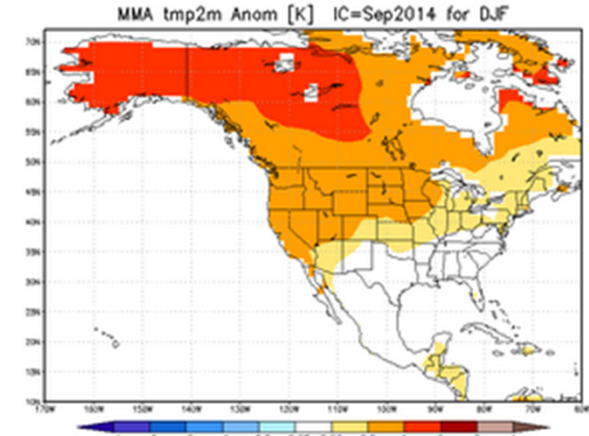 MMA tmp2m Anom [K] IC=Sep2014 for DJF
70N
65N
60N
55N
50N
45N
40N
35N
30N
25N
20N
15N
10N
170W 160W 150W 140W 130W 120W 110W 100W 90W 80W 70W 60W